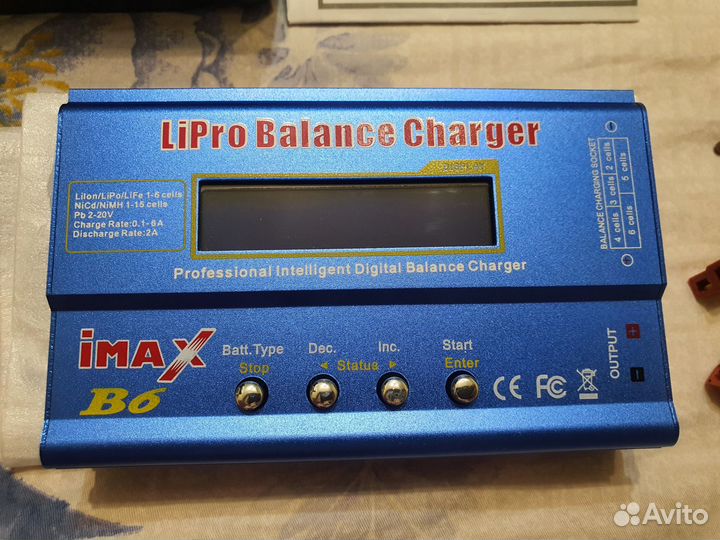 LiPro Balance Charger
LiIon/LiPo/LiFe 1-6 cells
NiCd/NiMH 1-15 cells
Pb 2-20V
Charge Rate:0.1-6A
Discharge Rate:2A
Professional Intelligent Digital Balance Charger
BALANCE CHARGING SOCKET
4 cells 3 cells 2 cells
6 cells 5 cells
iMAX
B6
Batt.Type
Stop
Dec. Inc.
◄ Status ►
Start
Enter
CE FC
OUTPUT
+
-
Avito